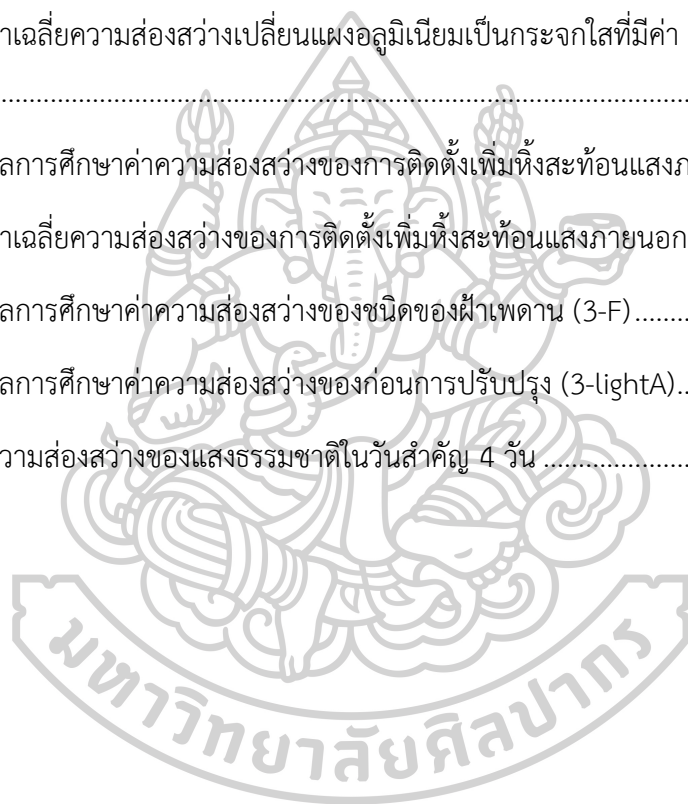 าเฉลี่ยความส่องสว่างเปลี่ยนแผงอลูมิเนียมเป็นกระจกใสที่มีค่า
................................................................................
ลการศึกษาค่าความส่องสว่างของการติดตั้งเพิ่มหิ้งสะท้อนแสงภ
าเฉลี่ยความส่องสว่างของการติดตั้งเพิ่มหิ้งสะท้อนแสงภายนอก
ลการศึกษาค่าความส่องสว่างของชนิดของฝ้าเพดาน (3-F)........
ลการศึกษาค่าความส่องสว่างของก่อนการปรับปรุง (3-lightA)..
วามส่องสว่างของแสงธรรมชาติในวันสำคัญ 4 วัน .....................
มหาวิทยาลัยศิลปากร